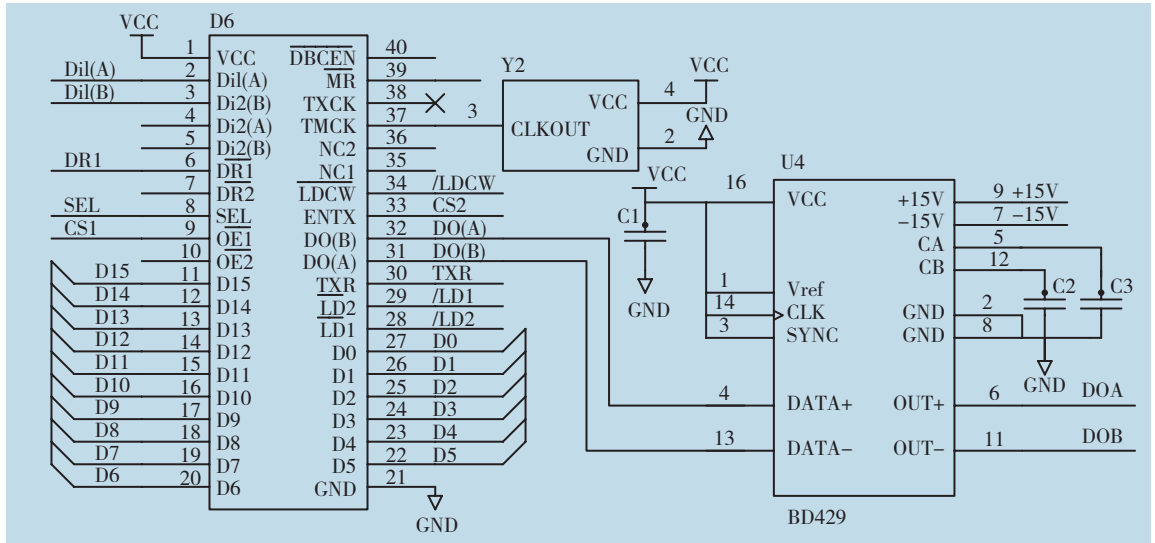 VCC D6
1 VCC DBCEN 40
Dil(A) 2 Dil(A) MR 39
Dil(B) 3 Di2(B) TXCK 38
4 Di2(A) TMCK 37
5 Di2(B) NC2 36
DR1 6 DR1 NC1 35
7 DR2 LDCW 34 /LDCW
SEL 8 SEL ENTX 33 CS2
CS1 9 OE1 DO(B) 32 DO(A)
10 OE2 DO(A) 31 DO(B)
D15 11 D15 TXR 30 TXR
D14 12 D14 LD2 29 /LD1
D13 13 D13 LD1 28 /LD2
D12 14 D12 D0 27 D0
D11 15 D11 D1 26 D1
D10 16 D10 D2 25 D2
D9 17 D9 D3 24 D3
D8 18 D8 D4 23 D4
D7 19 D7 D5 22 D5
D6 20 D6 GND 21
GND
Y2
3 CLKOUT VCC 4 VCC
GND 2 GND
VCC
C1
GND
U4
16 VCC +15V 9 +15V
-15V 7 -15V
CA 5
CB 12
1 Vref
14 CLK GND 2
3 SYNC GND 8
C2 C3
GND
4 DATA+ OUT+ 6 DOA
13 DATA- OUT- 11 DOB
BD429